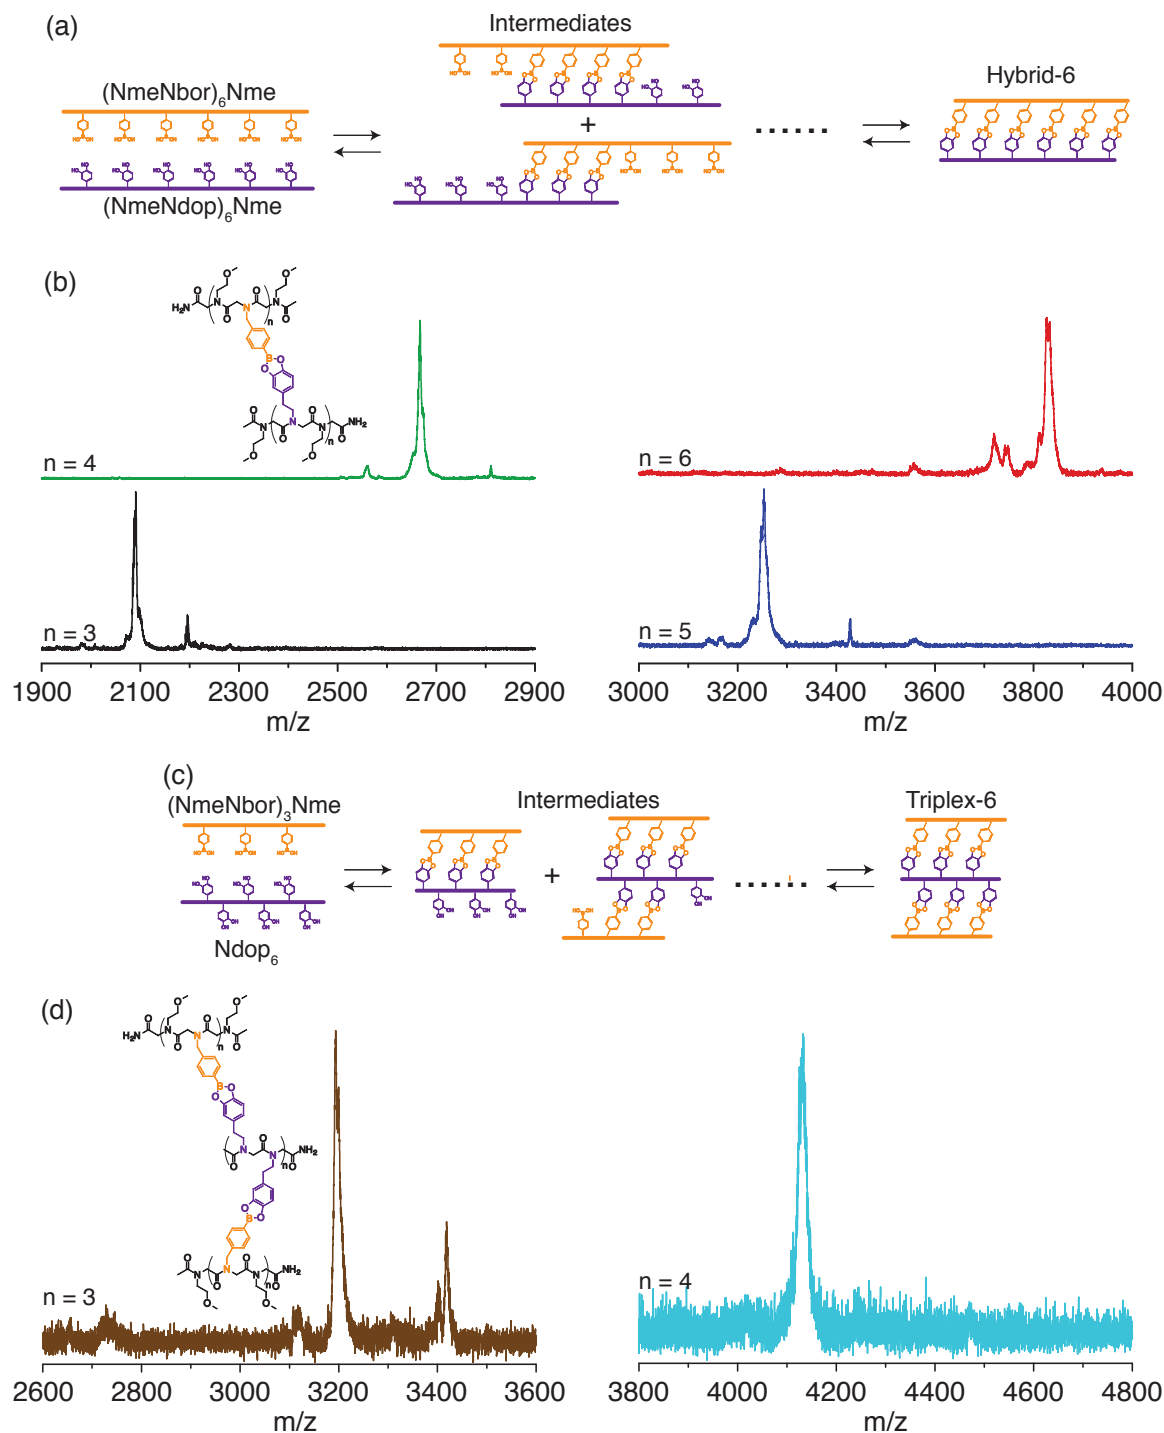 (a)
Intermediates
(NmeNbor)₆Nme
Hybrid-6
+
......
(NmeNdop)₆Nme
(b)
n = 4
n = 6
n = 3
n = 5
1900 2100 2300 2500 2700 2900
3000 3200 3400 3600 3800 4000
m/z
m/z
(c)
(NmeNbor)₃Nme
Intermediates
Triplex-6
+
......
Ndop₆
(d)
n = 3
n = 4
2600 2800 3000 3200 3400 3600
3800 4000 4200 4400 4600 4800
m/z
m/z